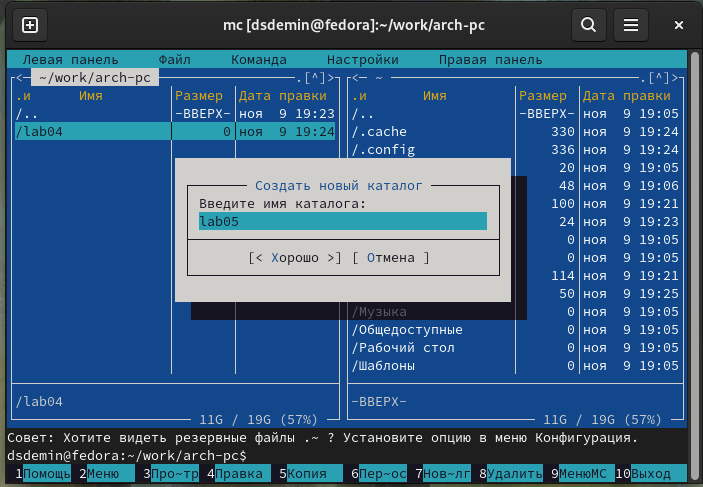 mc [dsdemin@fedora]:~/work/arch-pc
Левая панель Файл Команда Настройки Правая панель
<— ~/work/arch-pc .[^]> <— ~ .[^]>
.и Имя Размер Дата правки .и Имя Размер Дата правки
/.. -ВВЕРХ- ноя 9 19:23 /.. -ВВЕРХ- ноя 9 19:05
/lab04 0 ноя 9 19:24 /.cache 330 ноя 9 19:24
/.config 336 ноя 9 19:24
20 ноя 9 19:05
Создать новый каталог 48 ноя 9 19:06
Введите имя каталога: 100 ноя 9 19:21
lab05 24 ноя 9 19:23
0 ноя 9 19:05
[< Хорошо >] [ Отмена ] 0 ноя 9 19:05
114 ноя 9 19:21
50 ноя 9 19:25
/Музыка 0 ноя 9 19:05
/Общедоступные 0 ноя 9 19:05
/Рабочий стол 0 ноя 9 19:05
/Шаблоны 0 ноя 9 19:05
/lab04 -ВВЕРХ-
11G / 19G (57%) 11G / 19G (57%)
Совет: Хотите видеть резервные файлы .~ ? Установите опцию в меню Конфигурация.
dsdemin@fedora:~/work/arch-pc$
1Помощь 2Меню 3Про~тр 4Правка 5Копия 6Пер~ос 7Нов~лг 8Удалить 9МенюMC 10Выход